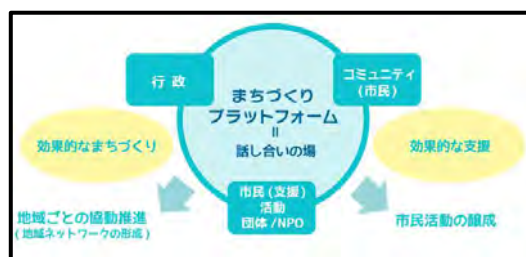 行 政
コミュニティ
(市民)
まちづくり
プラットフォーム
=
話し合いの場
効果的なまちづくり
効果的な支援
市民(支援)
活動
団体/NPO
地域ごとの協動推進
(地域ネットワークの形成)
市民活動の醸成